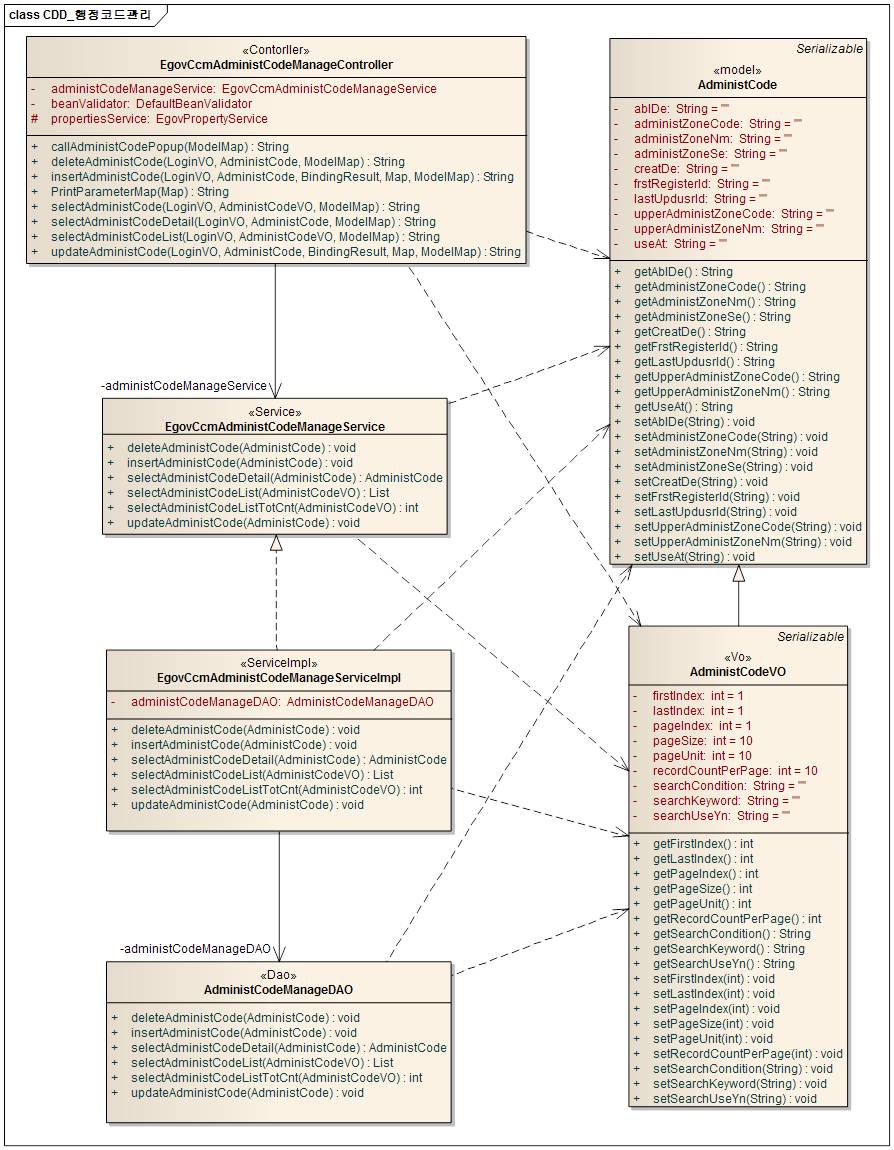 class CDD_행정코드관리
«Contorller»
EgovCcmAdministCodeManageController
- administCodeManageService: EgovCcmAdministCodeManageService
- beanValidator: DefaultBeanValidator
# propertiesService: EgovPropertyService
+ callAdministCodePopup(ModelMap) : String
+ deleteAdministCode(LoginVO, AdministCode, ModelMap) : String
+ insertAdministCode(LoginVO, AdministCode, BindingResult, Map, ModelMap) : String
+ PrintParameterMap(Map) : String
+ selectAdministCode(LoginVO, AdministCodeVO, ModelMap) : String
+ selectAdministCodeDetail(LoginVO, AdministCode, ModelMap) : String
+ selectAdministCodeList(LoginVO, AdministCodeVO, ModelMap) : String
+ updateAdministCode(LoginVO, AdministCode, BindingResult, Map, ModelMap) : String
Serializable
«model»
AdministCode
- ablDe: String = ""
- administZoneCode: String = ""
- administZoneNm: String = ""
- administZoneSe: String = ""
- creatDe: String = ""
- frstRegisterId: String = ""
- lastUpdusrId: String = ""
- upperAdministZoneCode: String = ""
- upperAdministZoneNm: String = ""
- useAt: String = ""
+ getAblDe() : String
+ getAdministZoneCode() : String
+ getAdministZoneNm() : String
+ getAdministZoneSe() : String
+ getCreatDe() : String
+ getFrstRegisterId() : String
+ getLastUpdusrId() : String
+ getUpperAdministZoneCode() : String
+ getUpperAdministZoneNm() : String
+ getUseAt() : String
+ setAblDe(String) : void
+ setAdministZoneCode(String) : void
+ setAdministZoneNm(String) : void
+ setAdministZoneSe(String) : void
+ setCreatDe(String) : void
+ setFrstRegisterId(String) : void
+ setLastUpdusrId(String) : void
+ setUpperAdministZoneCode(String) : void
+ setUpperAdministZoneNm(String) : void
+ setUseAt(String) : void
-administCodeManageService
«Service»
EgovCcmAdministCodeManageService
+ deleteAdministCode(AdministCode) : void
+ insertAdministCode(AdministCode) : void
+ selectAdministCodeDetail(AdministCode) : AdministCode
+ selectAdministCodeList(AdministCodeVO) : List
+ selectAdministCodeListTotCnt(AdministCodeVO) : int
+ updateAdministCode(AdministCode) : void
«ServiceImpl»
EgovCcmAdministCodeManageServiceImpl
- administCodeManageDAO: AdministCodeManageDAO
+ deleteAdministCode(AdministCode) : void
+ insertAdministCode(AdministCode) : void
+ selectAdministCodeDetail(AdministCode) : AdministCode
+ selectAdministCodeList(AdministCodeVO) : List
+ selectAdministCodeListTotCnt(AdministCodeVO) : int
+ updateAdministCode(AdministCode) : void
Serializable
«Vo»
AdministCodeVO
- firstIndex: int = 1
- lastIndex: int = 1
- pageIndex: int = 1
- pageSize: int = 10
- pageUnit: int = 10
- recordCountPerPage: int = 10
- searchCondition: String = ""
- searchKeyword: String = ""
- searchUseYn: String = ""
+ getFirstIndex() : int
+ getLastIndex() : int
+ getPageIndex() : int
+ getPageSize() : int
+ getPageUnit() : int
+ getRecordCountPerPage() : int
+ getSearchCondition() : String
+ getSearchKeyword() : String
+ getSearchUseYn() : String
+ setFirstIndex(int) : void
+ setLastIndex(int) : void
+ setPageIndex(int) : void
+ setPageSize(int) : void
+ setPageUnit(int) : void
+ setRecordCountPerPage(int) : void
+ setSearchCondition(String) : void
+ setSearchKeyword(String) : void
+ setSearchUseYn(String) : void
-administCodeManageDAO
«Dao»
AdministCodeManageDAO
+ deleteAdministCode(AdministCode) : void
+ insertAdministCode(AdministCode) : void
+ selectAdministCodeDetail(AdministCode) : AdministCode
+ selectAdministCodeList(AdministCodeVO) : List
+ selectAdministCodeListTotCnt(AdministCodeVO) : int
+ updateAdministCode(AdministCode) : void